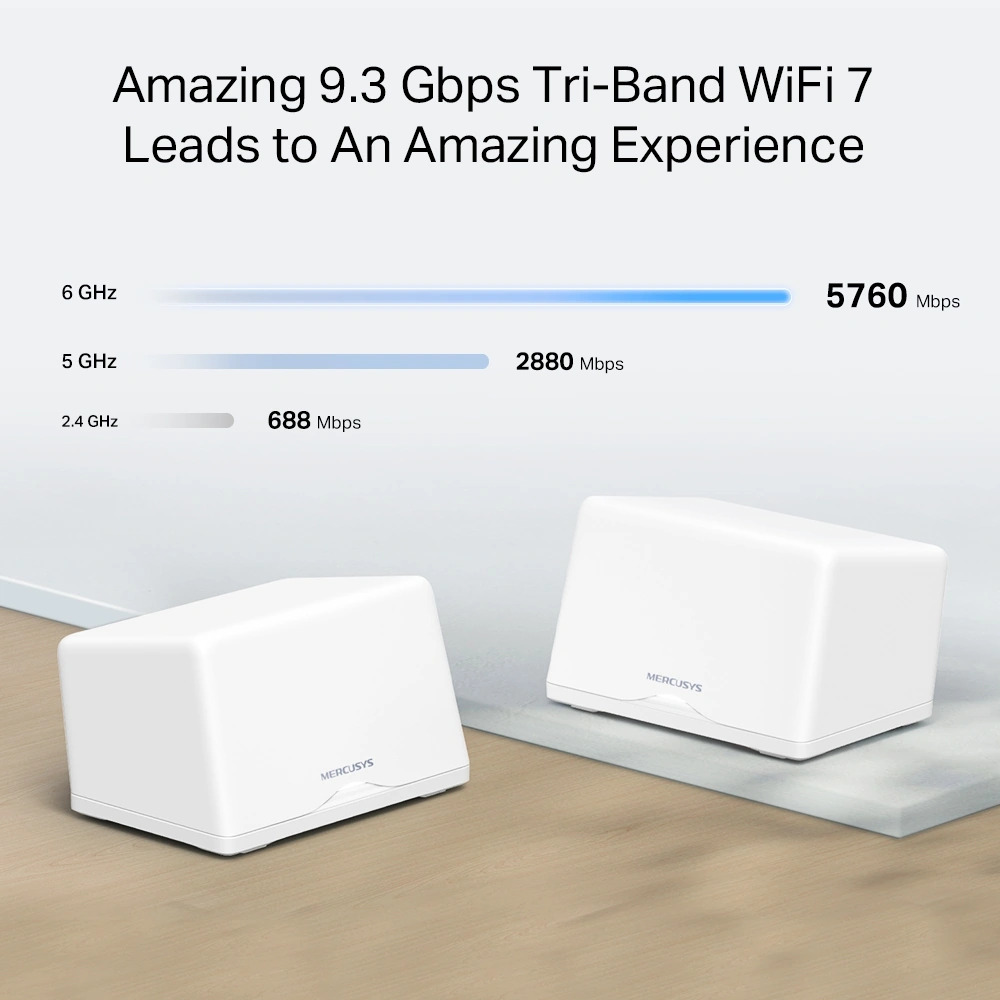 Amazing 9.3 Gbps Tri-Band WiFi 7
Leads to An Amazing Experience
6 GHz 5760 Mbps
5 GHz 2880 Mbps
2.4 GHz 688 Mbps
MERCUSYS
MERCUSYS